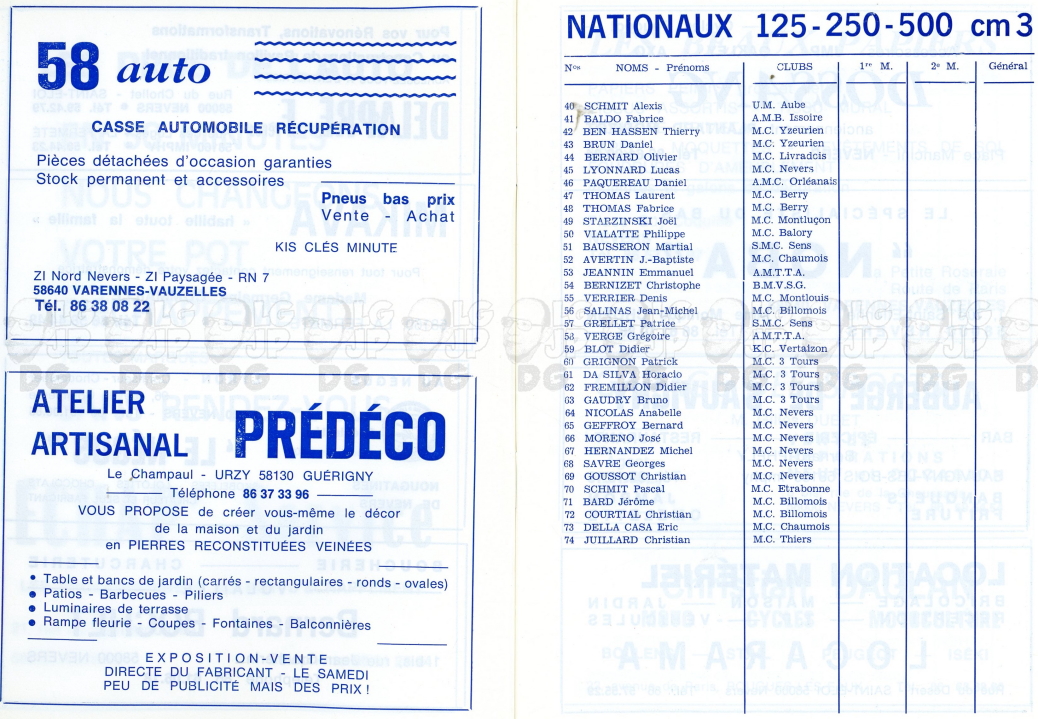 58 auto
CASSE AUTOMOBILE RÉCUPÉRATION
Pièces détachées d'occasion garanties
Stock permanent et accessoires
Pneus bas prix
Vente - Achat
KIS CLÉS MINUTE
ZI Nord Nevers - ZI Paysagée - RN 7
58640 VARENNES-VAUZELLES
Tél. 86 38 08 22
ATELIER
ARTISANAL PRÉDÉCO
Le Champaul - URZY 58130 GUÉRIGNY
Téléphone 86 37 33 96
VOUS PROPOSE de créer vous-même le décor
de la maison et du jardin
en PIERRES RECONSTITUÉES VEINÉES
• Table et bancs de jardin (carrés - rectangulaires - ronds - ovales)
• Patios - Barbecues - Piliers
• Luminaires de terrasse
• Rampe fleurie - Coupes - Fontaines - Balconnières
EXPOSITION-VENTE
DIRECTE DU FABRICANT - LE SAMEDI
PEU DE PUBLICITÉ MAIS DES PRIX !
NATIONAUX 125-250-500 cm3
Nos NOMS - Prénoms CLUBS 1re M. 2e M. Général
40 SCHMIT Alexis U.M. Aube
41 BALDO Fabrice A.M.B. Issoire
42 BEN HASSEN Thierry M.C. Yzeurien
43 BRUN Daniel M.C. Yzeurien
44 BERNARD Olivier M.C. Livradois
45 LYONNARD Lucas M.C. Nevers
46 PAQUEREAU Daniel A.M.C. Orléanais
47 THOMAS Laurent M.C. Berry
48 THOMAS Fabrice M.C. Berry
49 STARZINSKI Joël M.C. Montluçon
50 VIALATTE Philippe M.C. Balory
51 BAUSSERON Martial S.M.C. Sens
52 AVERTIN J.-Baptiste M.C. Chaumois
53 JEANNIN Emmanuel A.M.T.T.A.
54 BERNIZET Christophe B.M.V.S.G.
55 VERRIER Denis M.C. Montlouis
56 SALINAS Jean-Michel M.C. Billomois
57 GRELLET Patrice S.M.C. Sens
58 VERGE Grégoire A.M.T.T.A.
59 BLOT Didier K.C. Vertaizon
60 GRIGNON Patrick M.C. 3 Tours
61 DA SILVA Horacio M.C. 3 Tours
62 FREMILLON Didier M.C. 3 Tours
63 GAUDRY Bruno M.C. 3 Tours
64 NICOLAS Anabelle M.C. Nevers
65 GEFFROY Bernard M.C. Nevers
66 MORENO José M.C. Nevers
67 HERNANDEZ Michel M.C. Nevers
68 SAVRE Georges M.C. Nevers
69 GOUSSOT Christian M.C. Nevers
70 SCHMIT Pascal M.C. Etrabonne
71 BARD Jérôme M.C. Billomois
72 COURTIAL Christian M.C. Billomois
73 DELLA CASA Eric M.C. Chaumois
74 JUILLARD Christian M.C. Thiers